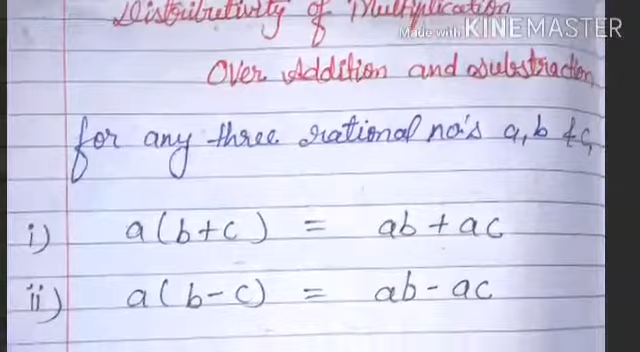 Distributivity of Multiplication
Made with KINEMASTER
Over Addition and Substraction
for any three rational no's a, b & c,
i) a(b+c) = ab + ac
ii) a(b-c) = ab - ac